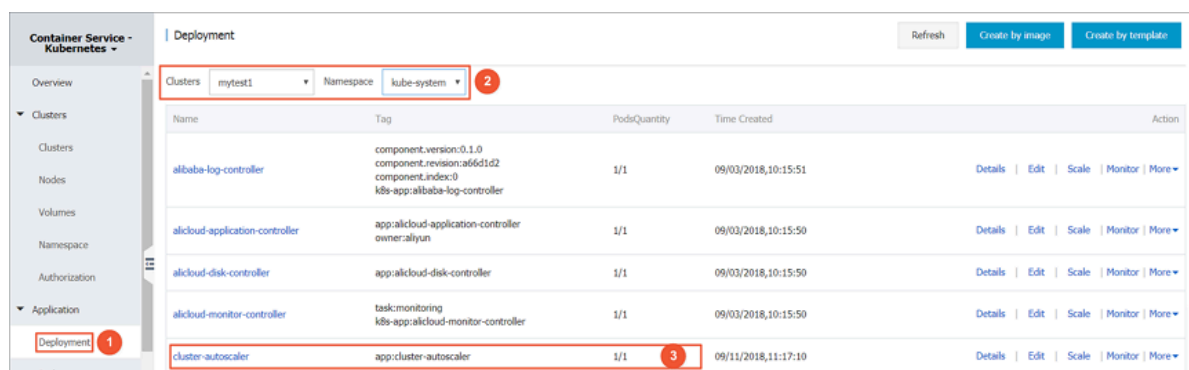 Container Service -
Kubernetes
Deployment
Refresh
Create by image
Create by template
Overview
Clusters
Clusters
Nodes
Volumes
Namespace
Authorization
Application
Deployment
1
Clusters mytest1 Namespace kube-system 2
Name Tag PodsQuantity Time Created Action
alibaba-log-controller
component.version:0.1.0
component.revision:a66d1d2
component.index:0
k8s-app:alibaba-log-controller
1/1 09/03/2018,10:15:51 Details | Edit | Scale | Monitor | More
alicloud-application-controller
app:alicloud-application-controller
owner:aliyun
1/1 09/03/2018,10:15:50 Details | Edit | Scale | Monitor | More
alicloud-disk-controller app:alicloud-disk-controller 1/1 09/03/2018,10:15:50 Details | Edit | Scale | Monitor | More
alicloud-monitor-controller
task:monitoring
k8s-app:alicloud-monitor-controller
1/1 09/03/2018,10:15:50 Details | Edit | Scale | Monitor | More
cluster-autoscaler app:cluster-autoscaler 1/1 3 09/11/2018,11:17:10 Details | Edit | Scale | Monitor | More